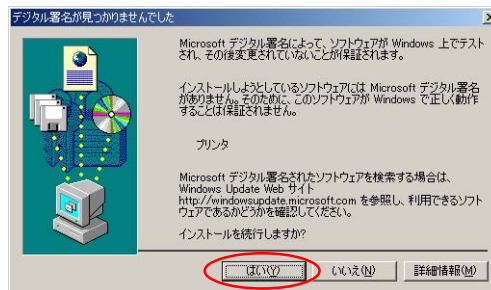 デジタル署名が見つかりませんでした
Microsoft デジタル署名によって、ソフトウェアが Windows 上でテスト
され、その後変更されていないことが保証されます。
インストールしようとしているソフトウェアには Microsoft デジタル署名
がありません。そのために、このソフトウェアが Windows で正しく動作
することは保証されません。
プリンタ
Microsoft デジタル署名されたソフトウェアを検索する場合は、
Windows Update Web サイト
http://windowsupdate.microsoft.com を参照し、利用できるソフト
ウェアであるかどうかを確認してください。
インストールを続行しますか?
はい(Y) いいえ(N) 詳細情報(M)